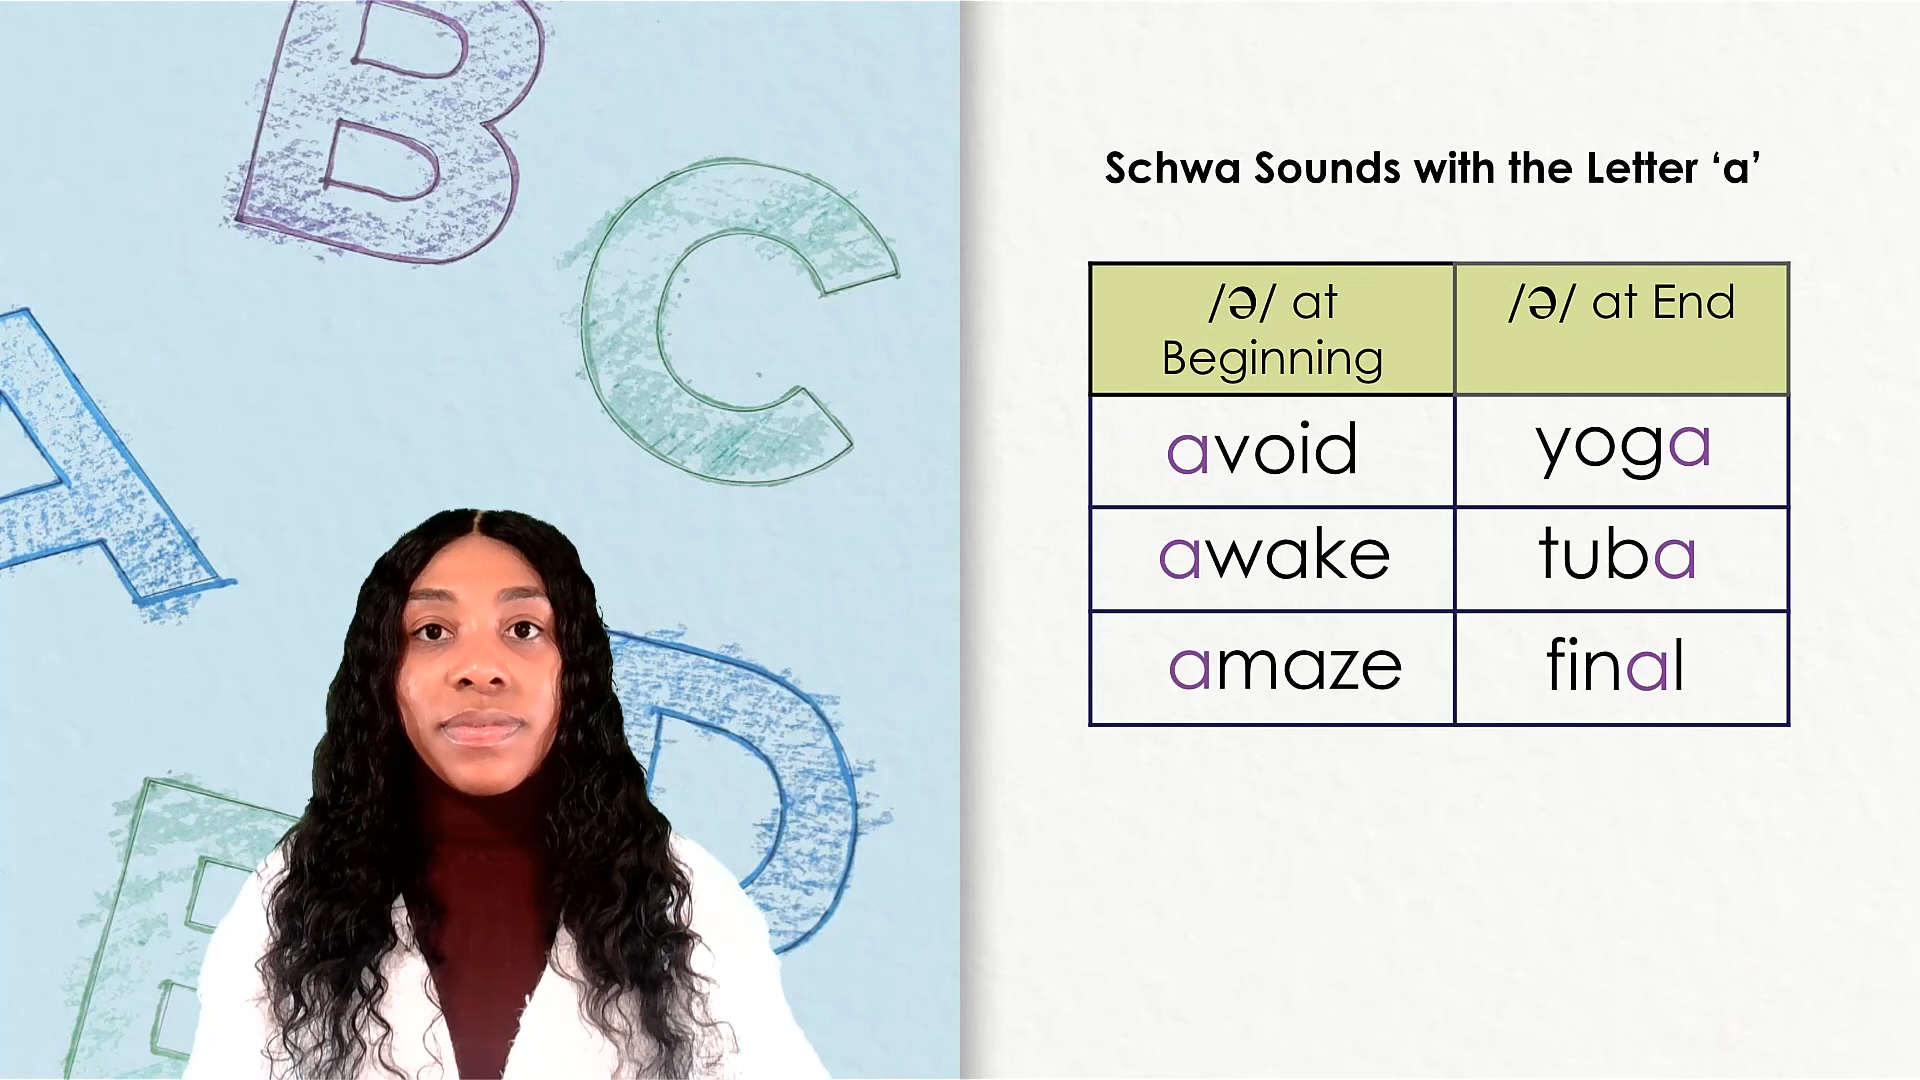 B
C
A
D
E
Schwa Sounds with the Letter ‘a’
/ə/ at
Beginning
/ə/ at End
avoid
yoga
awake
tuba
amaze
final